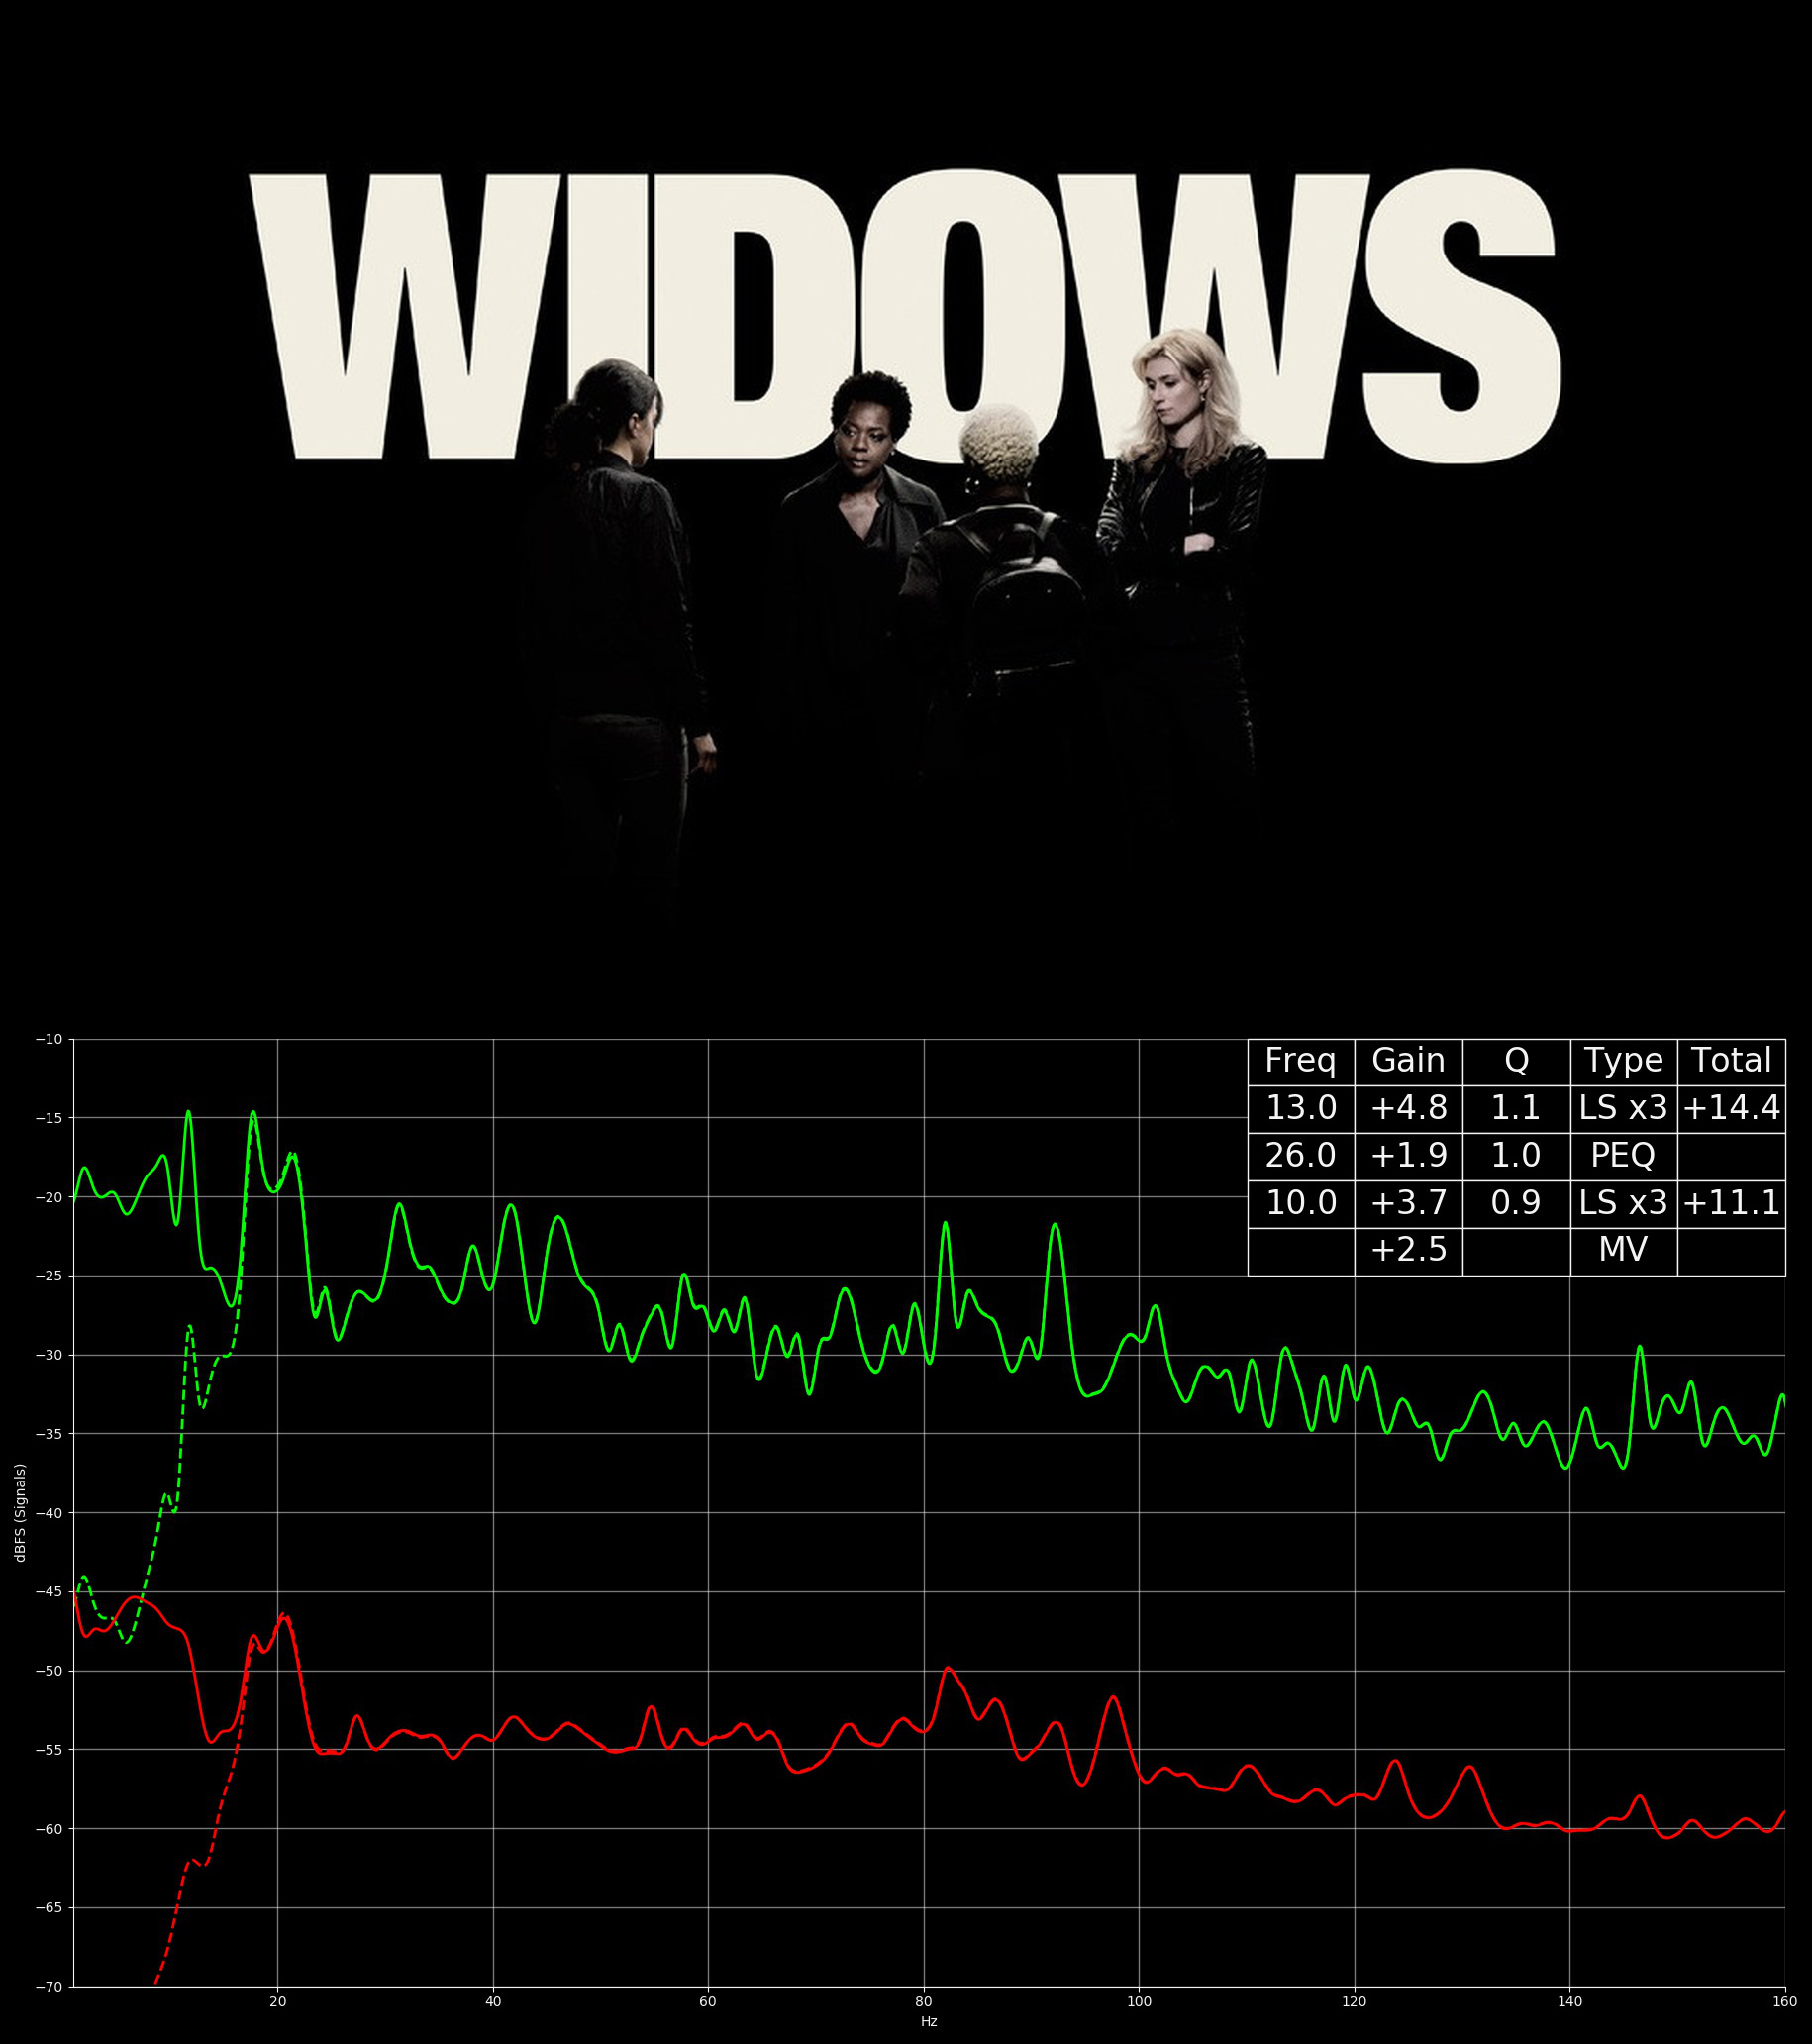 WIDOWS
Freq Gain Q Type Total
13.0 +4.8 1.1 LS x3 +14.4
26.0 +1.9 1.0 PEQ
10.0 +3.7 0.9 LS x3 +11.1
+2.5 MV
−10
−15
−20
−25
−30
−35
−40
−45
−50
−55
−60
−65
−70
dBFS (Signals)
20 40 60 80 100 120 140 160
Hz